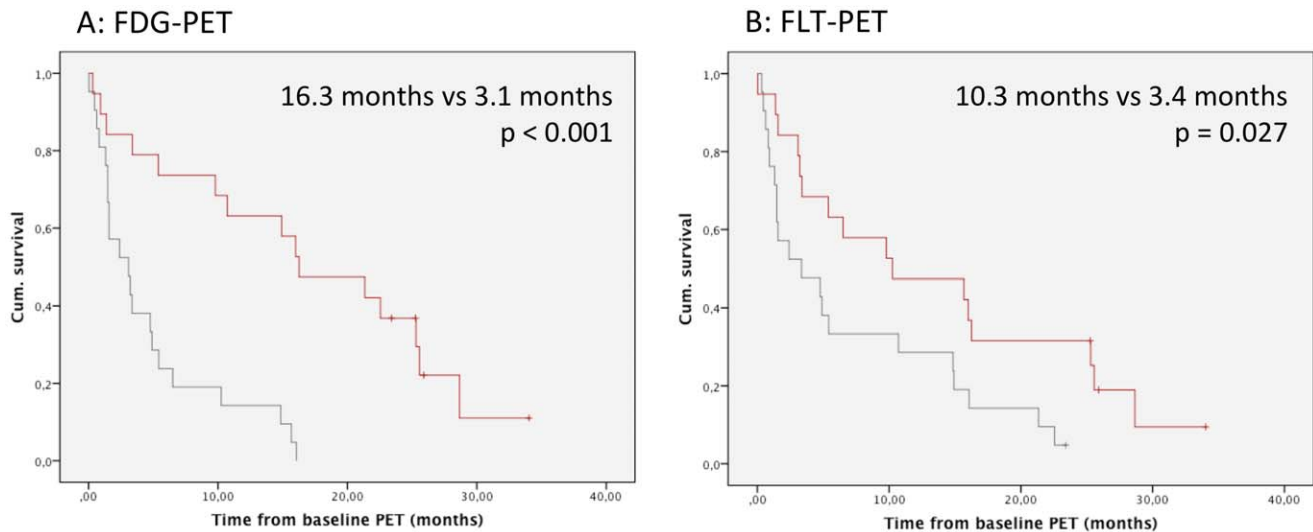 A: FDG-PET
16.3 months vs 3.1 months
p < 0.001
1,0
0,8
0,6
0,4
0,2
0,0
Cum. survival
,00
10,00
20,00
30,00
40,00
Time from baseline PET (months)
B: FLT-PET
10.3 months vs 3.4 months
p = 0.027
1,0
0,8
0,6
0,4
0,2
0,0
Cum. survival
,00
10,00
20,00
30,00
40,00
Time from baseline PET (months)